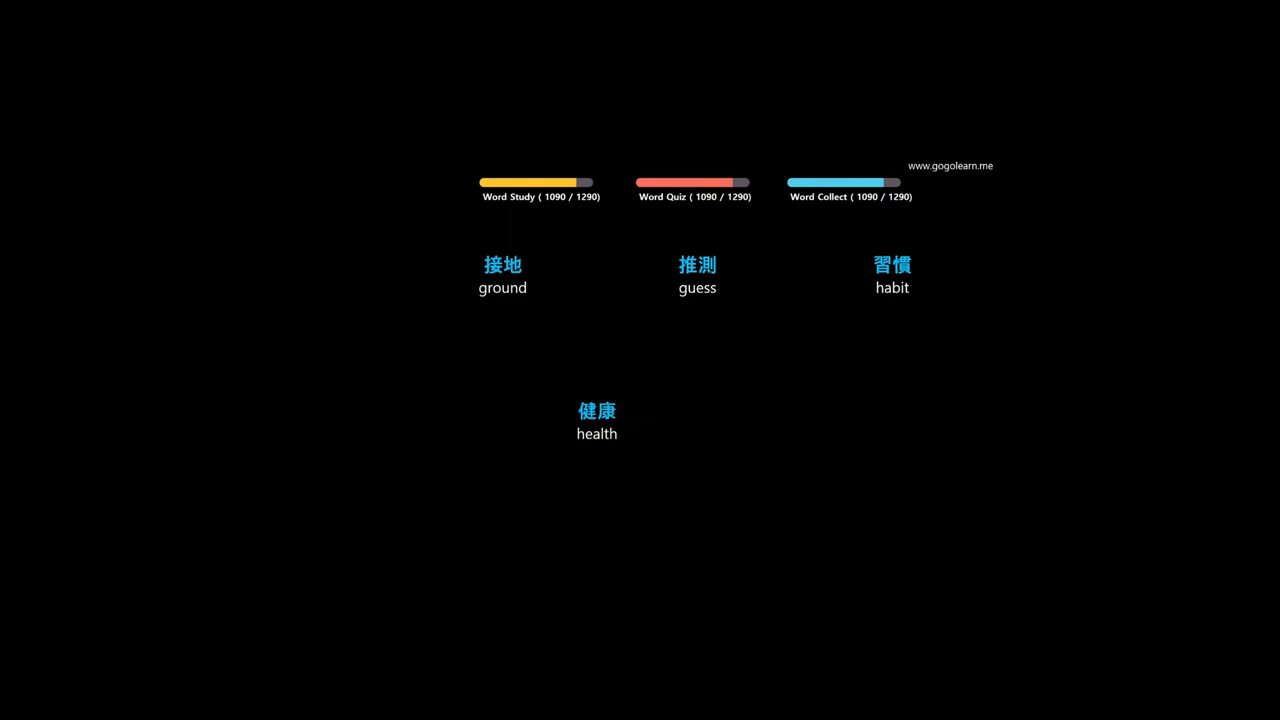 www.gogolearn.me
Word Study ( 1090 / 1290)
Word Quiz ( 1090 / 1290)
Word Collect ( 1090 / 1290)
接地
ground
推測
guess
習慣
habit
健康
health